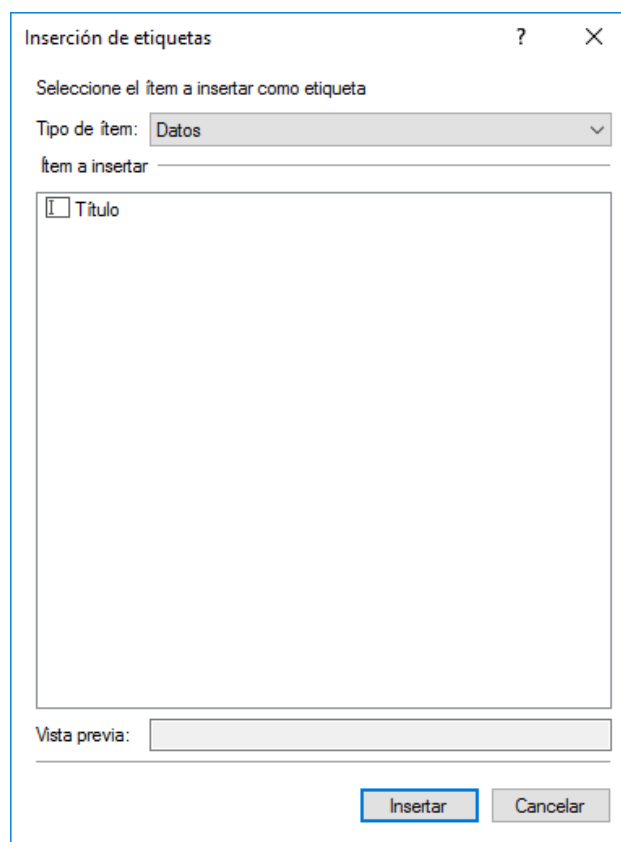 Inserción de etiquetas ?
Seleccione el ítem a insertar como etiqueta
Tipo de ítem: Datos
Ítem a insertar
Título
Vista previa:
Insertar Cancelar